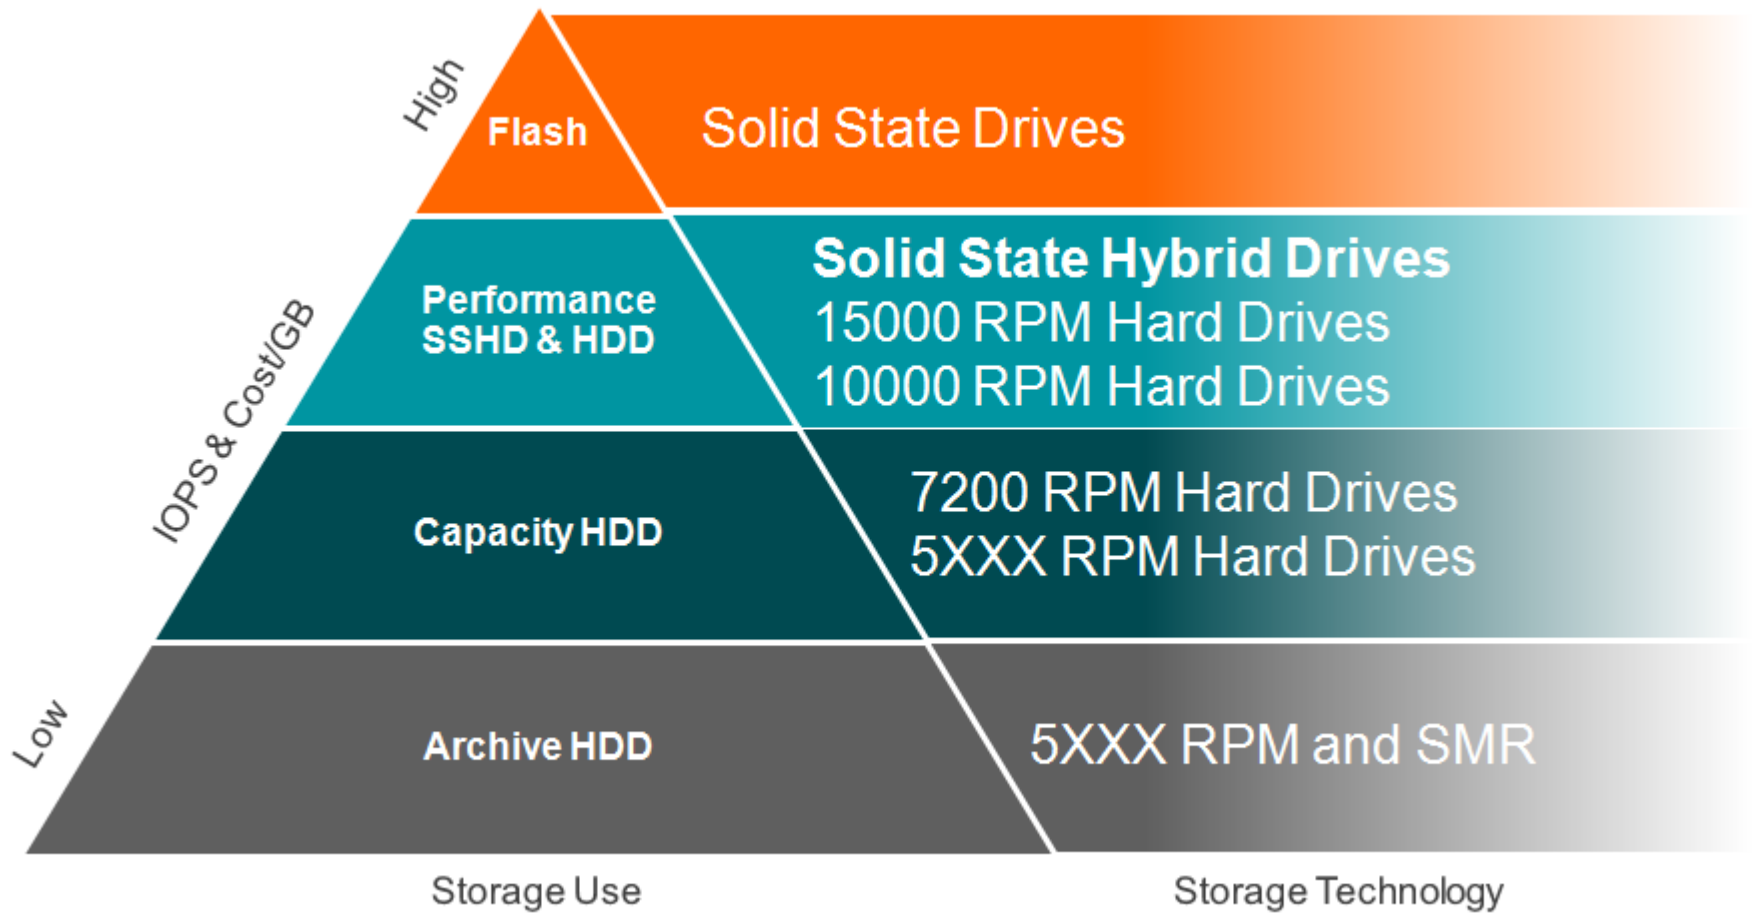 High
Flash
Solid State Drives
IOPS & Cost/GB
Performance
SSHD & HDD
Solid State Hybrid Drives
15000 RPM Hard Drives
10000 RPM Hard Drives
Capacity HDD
7200 RPM Hard Drives
5XXX RPM Hard Drives
Low
Archive HDD
5XXX RPM and SMR
Storage Use
Storage Technology